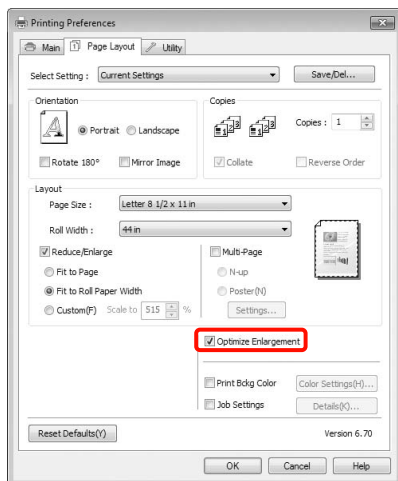 Printing Preferences
Main Page Layout Utility
Select Setting : Current Settings Save/Del...
Orientation
Portrait Landscape
Rotate 180° Mirror Image
Copies
Copies : 1
Collate Reverse Order
Layout
Page Size : Letter 8 1/2 x 11 in
Roll Width : 44 in
Reduce/Enlarge
Fit to Page
Fit to Roll Paper Width
Custom(F) Scale to 515 %
Multi-Page
N-up
Poster(N)
Settings...
Optimize Enlargement
Print Bckg Color Color Settings(H)...
Job Settings Details(K)...
Reset Defaults(Y) Version 6.70
OK Cancel Help